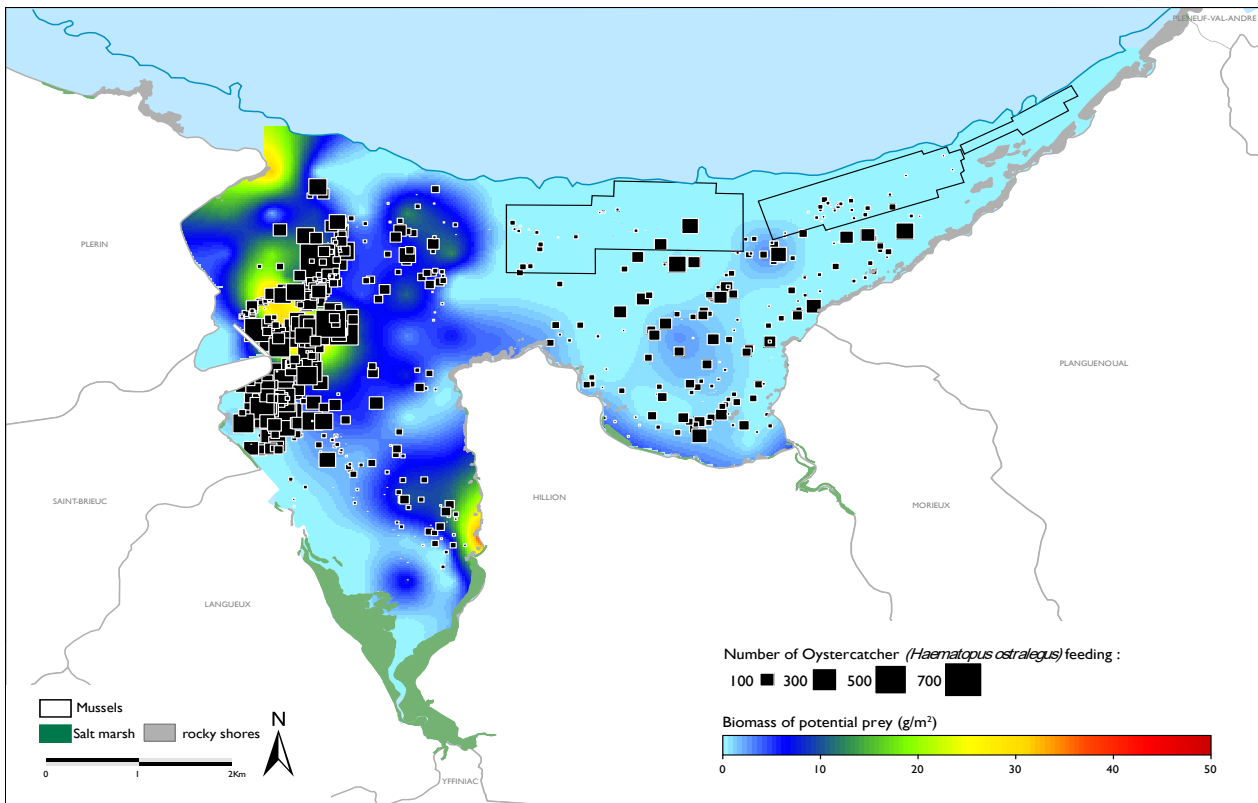 PLENEUF-VAL-ANDRE
PLERIN
PLANGUENOUAL
SAINT-BRIEUC
HILLION
MORIEUX
LANGUEUX
YFFINIAC
Number of Oystercatcher (Haematopus ostralegus) feeding :
100 300 500 700
Biomass of potential prey (g/m²)
0 10 20 30 40 50
Mussels
Salt marsh rocky shores
N
0 1 2Km